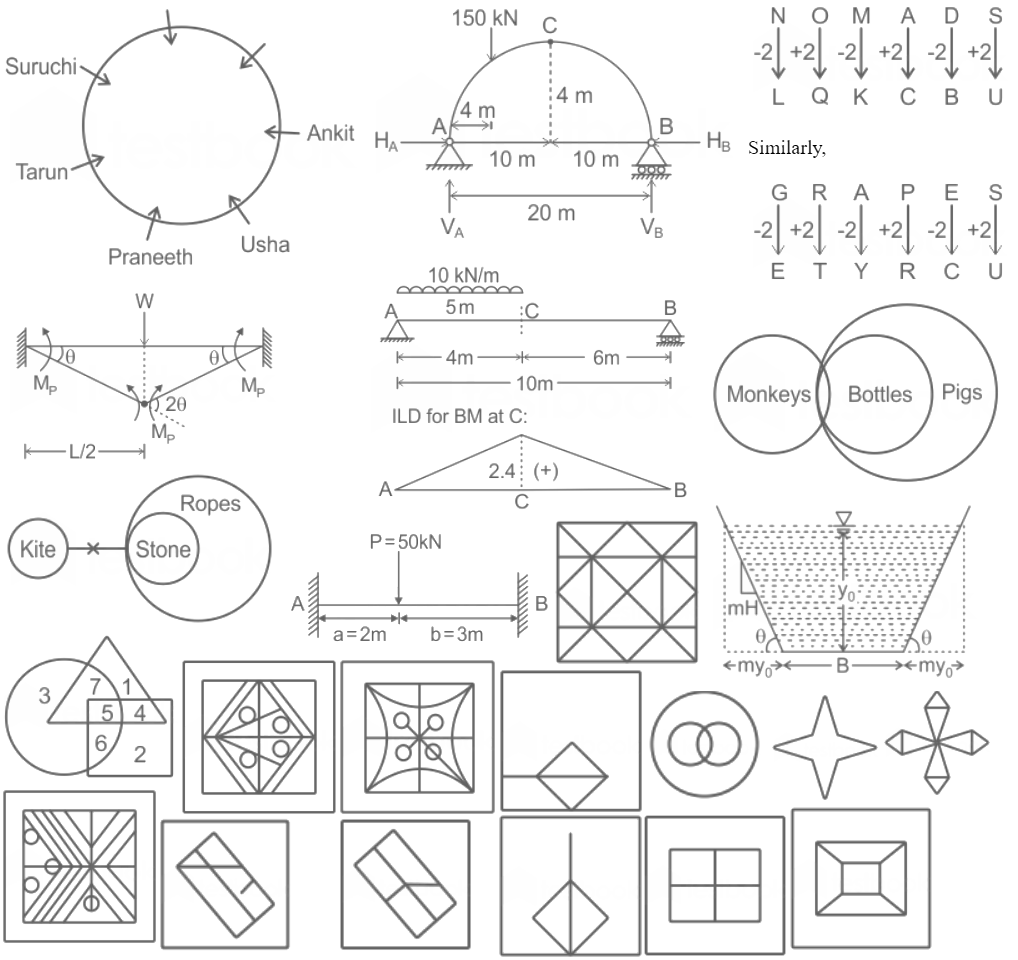 Suruchi
Ankit
Tarun
Praneeth
Usha
150 kN
C
4 m
4 m
A
B
H_A
H_B
10 m
10 m
20 m
V_A
V_B
N O M A D S
-2 +2 -2 +2 -2 +2
L Q K C B U
Similarly,
G R A P E S
-2 +2 -2 +2 -2 +2
E T Y R C U
W
θ
θ
M_P
M_P
2θ
M_P
L/2
10 kN/m
5m
A
C
B
4m
6m
10m
ILD for BM at C:
2.4
(+)
A
C
B
Monkeys
Bottles
Pigs
Ropes
Kite
Stone
P=50kN
A
B
a=2m
b=3m
mH
y₀
θ
θ
my₀
B
my₀
3
7
1
5
4
6
2